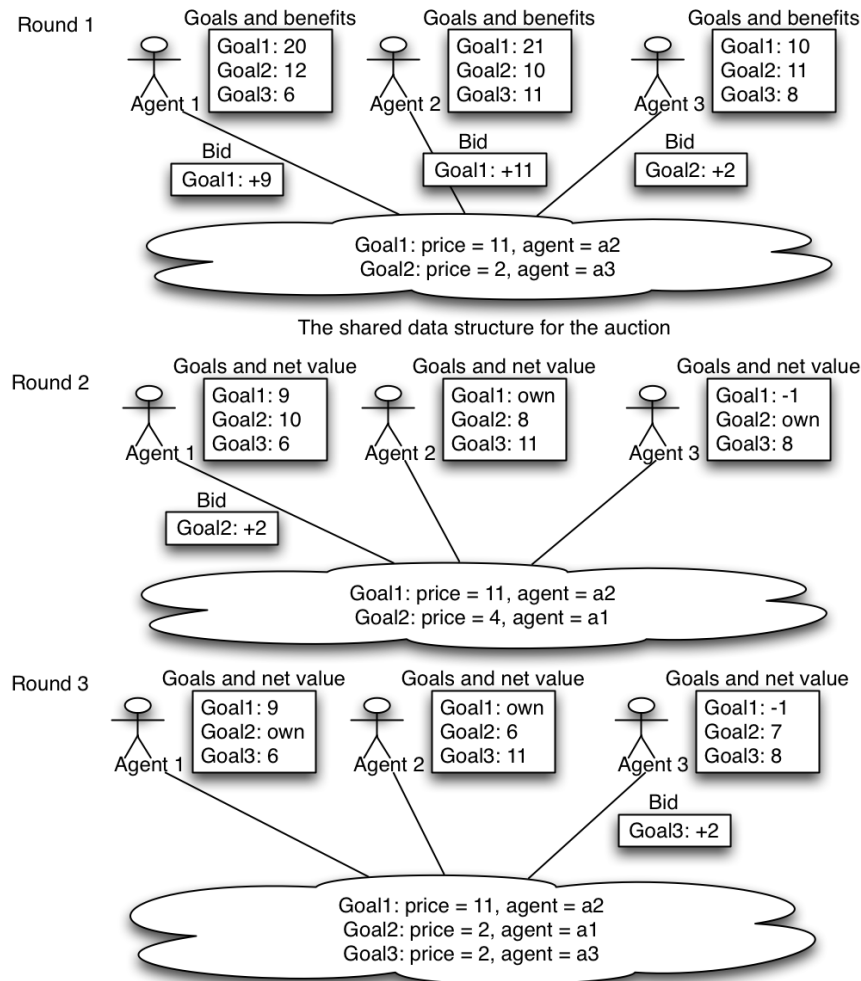 Round 1
Goals and benefits
Goal1: 20
Goal2: 12
Goal3: 6
Agent 1
Goals and benefits
Goal1: 21
Goal2: 10
Goal3: 11
Agent 2
Goals and benefits
Goal1: 10
Goal2: 11
Goal3: 8
Agent 3
Bid
Goal1: +9
Bid
Goal1: +11
Bid
Goal2: +2
Goal1: price = 11, agent = a2
Goal2: price = 2, agent = a3
The shared data structure for the auction
Round 2
Goals and net value
Goal1: 9
Goal2: 10
Goal3: 6
Agent 1
Goals and net value
Goal1: own
Goal2: 8
Goal3: 11
Agent 2
Goals and net value
Goal1: -1
Goal2: own
Goal3: 8
Agent 3
Bid
Goal2: +2
Goal1: price = 11, agent = a2
Goal2: price = 4, agent = a1
Round 3
Goals and net value
Goal1: 9
Goal2: own
Goal3: 6
Agent 1
Goals and net value
Goal1: own
Goal2: 6
Goal3: 11
Agent 2
Goals and net value
Goal1: -1
Goal2: 7
Goal3: 8
Agent 3
Bid
Goal3: +2
Goal1: price = 11, agent = a2
Goal2: price = 2, agent = a1
Goal3: price = 2, agent = a3